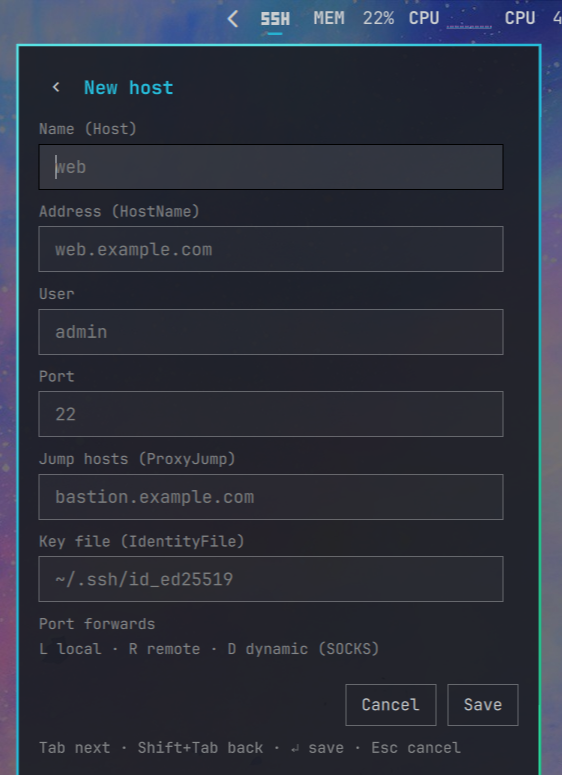 SSH MEM 22% CPU CPU 4
New host
Name (Host)
web
Address (HostName)
web.example.com
User
admin
Port
22
Jump hosts (ProxyJump)
bastion.example.com
Key file (IdentityFile)
~/.ssh/id_ed25519
Port forwards
L local · R remote · D dynamic (SOCKS)
Cancel Save
Tab next · Shift+Tab back · ↲ save · Esc cancel